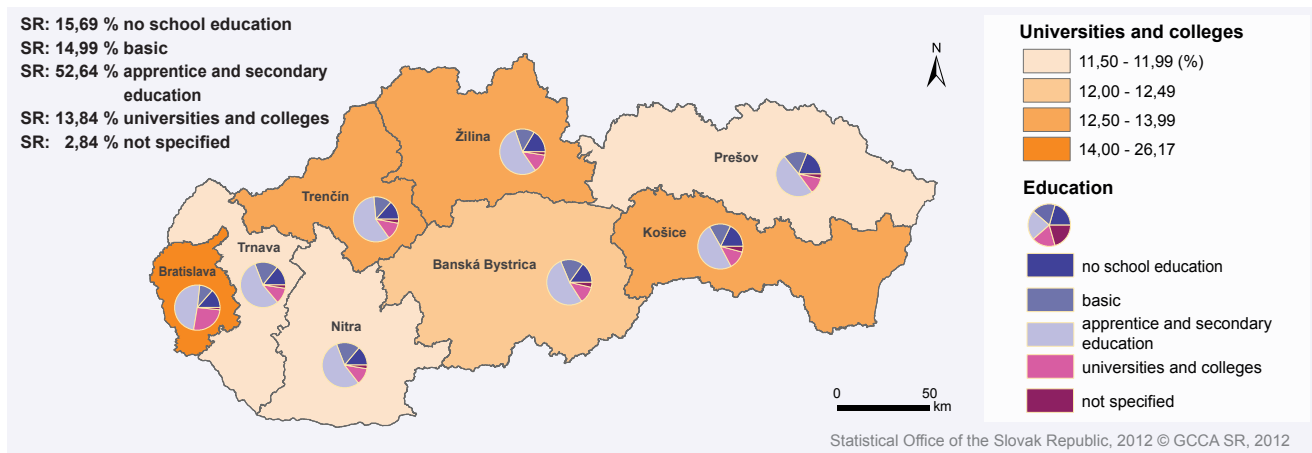 SR: 15,69 % no school education
SR: 14,99 % basic
SR: 52,64 % apprentice and secondary
education
SR: 13,84 % universities and colleges
SR: 2,84 % not specified
N
Žilina
Prešov
Trenčín
Košice
Trnava
Banská Bystrica
Bratislava
Nitra
0 50
km
Universities and colleges
11,50 - 11,99 (%)
12,00 - 12,49
12,50 - 13,99
14,00 - 26,17
Education
no school education
basic
apprentice and secondary
education
universities and colleges
not specified
Statistical Office of the Slovak Republic, 2012 © GCCA SR, 2012